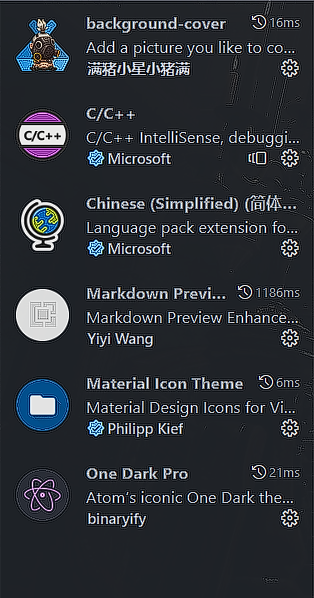 background-cover 16ms
Add a picture you like to co...
满猪小星小猪满
C/C++
C/C++
C/C++ IntelliSense, debuggi...
Microsoft
Chinese (Simplified) (简体...
Language pack extension fo...
Microsoft
Markdown Previ... 1186ms
Markdown Preview Enhance...
Yiyi Wang
Material Icon Theme 6ms
Material Design Icons for Vi...
Philipp Kief
One Dark Pro 21ms
Atom's iconic One Dark the...
binaryify